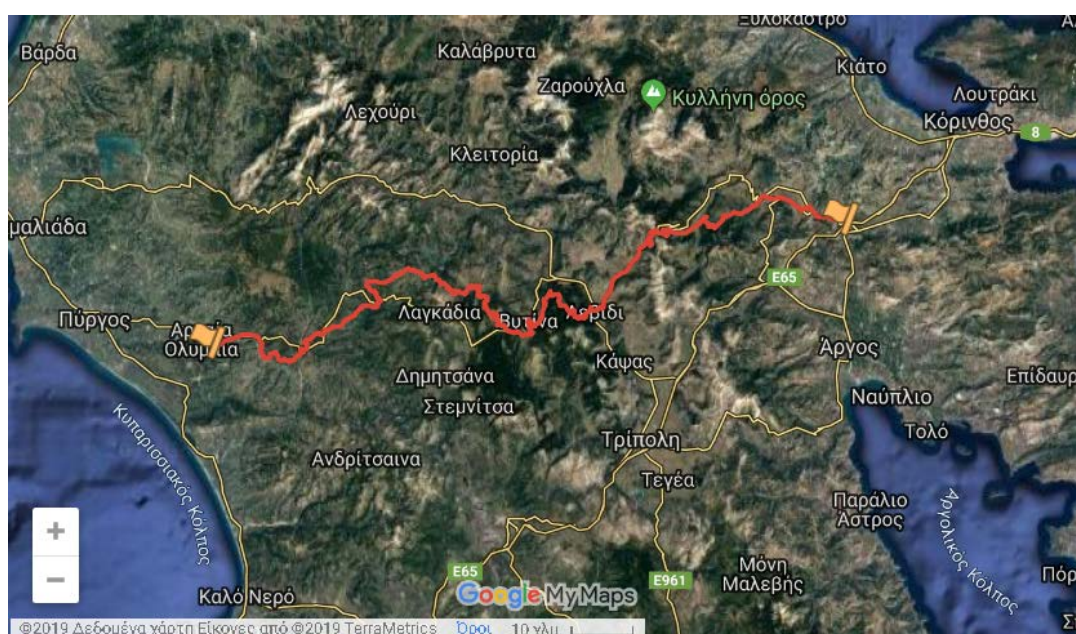 Ξυλόκαστρο
Βάρδα
Καλάβρυτα
Κιάτο
Ζαρούχλα
Κυλλήνη όρος
Λουτράκι
Λεχούρι
Κόρινθος
8
Κλειτορία
μαλιάδα
E65
Πύργος
Λαγκάδια
Βυτίνα
Ολυμπία
Κάψας
Άργος
Δημητσάνα
Επίδαυρ
Στεμνίτσα
Ναύπλιο
Τολό
Κυπαρισσιακός Κόλπος
Τρίπολη
Ανδρίτσαινα
Τεγέα
Παράλιο
Άστρος
Αργολικός Κόλπος
+
−
E65
E961
Μόνη
Μαλεβής
Πόρ
Καλό Νερό
Google My Maps
©2019 Δεδομένα χάρτη Εικόνες από ©2019 TerraMetrics Όροι 10 χλμ